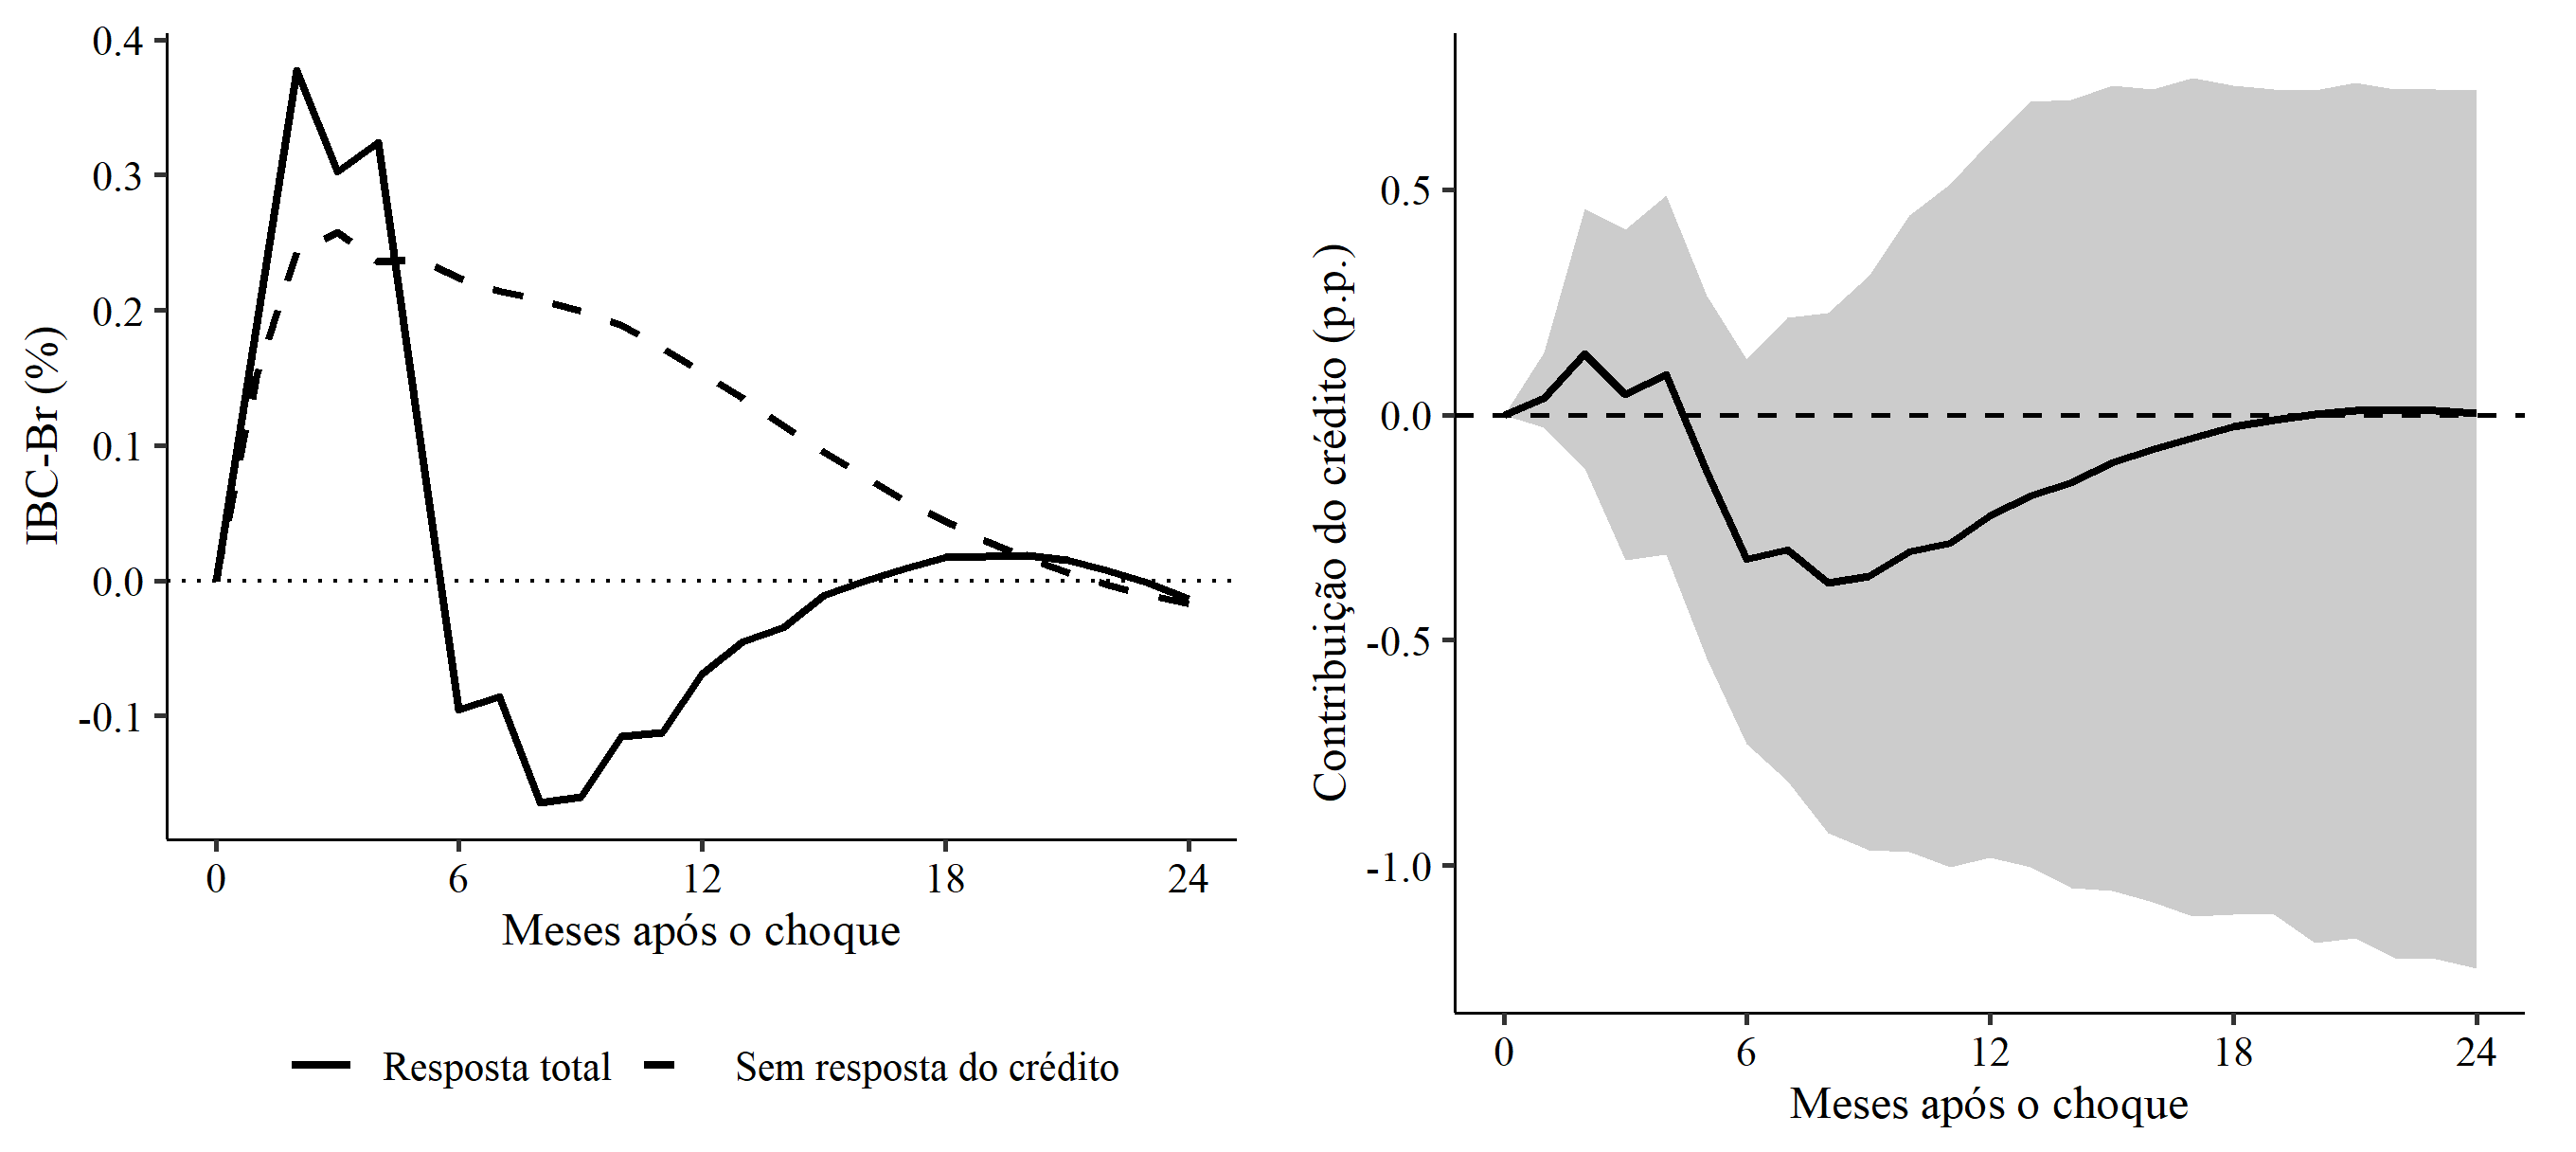 IBC-Br (%)
0.4
0.3
0.2
0.1
0.0
-0.1
0 6 12 18 24
Meses após o choque
Resposta total Sem resposta do crédito
Contribuição do crédito (p.p.)
0.5
0.0
-0.5
-1.0
0 6 12 18 24
Meses após o choque